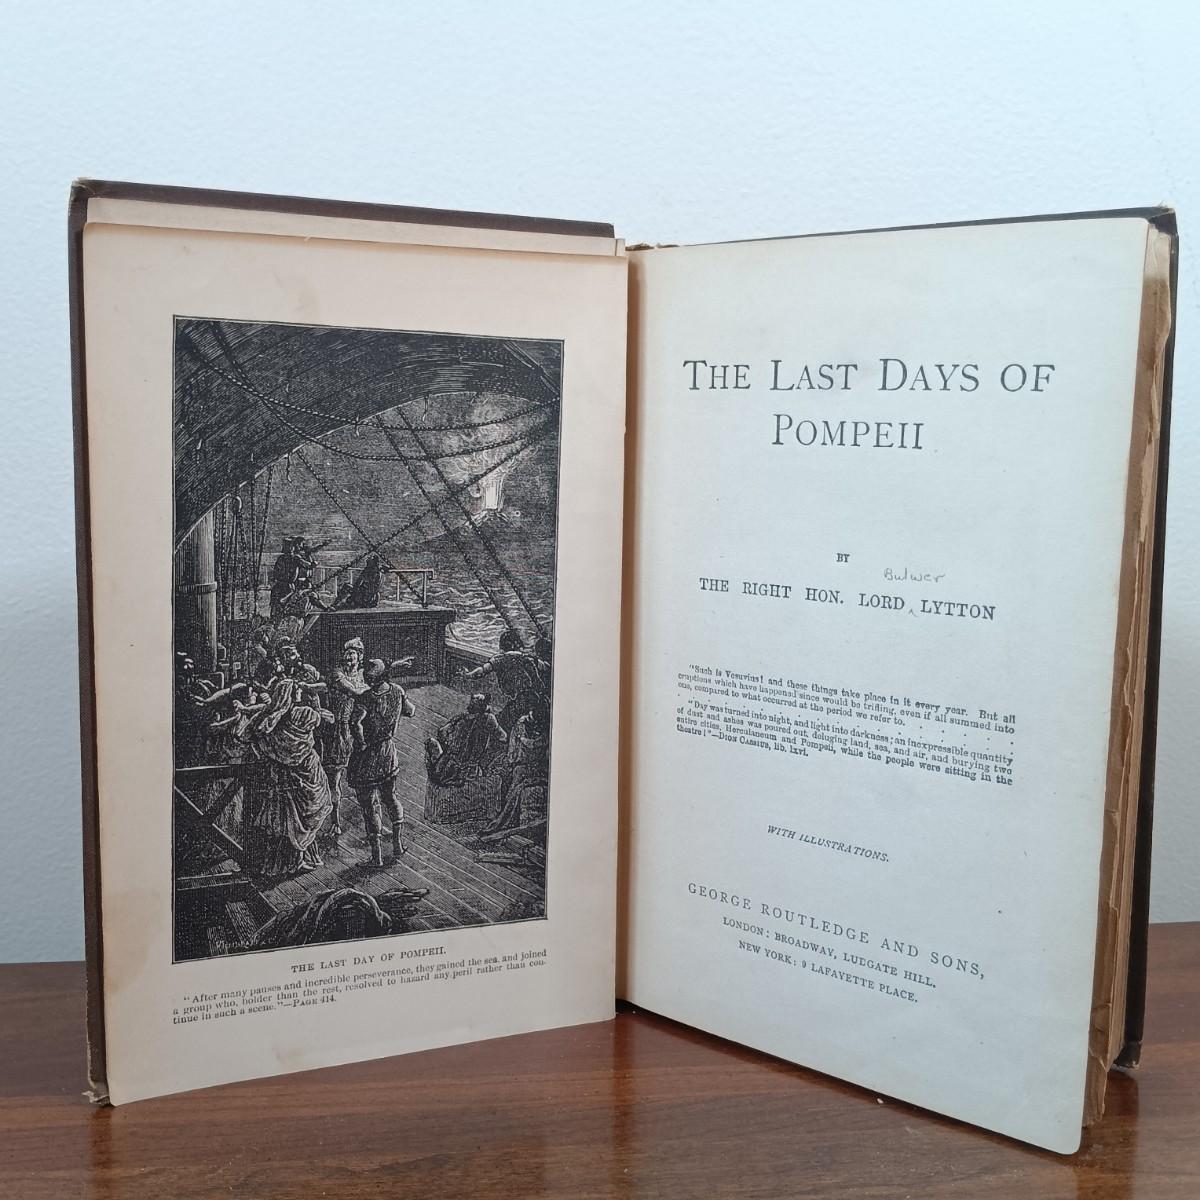 THE LAST DAY OF POMPEII.
"After many pauses and incredible perseverance, they gained the sea, and joined
a group who, bolder than the rest, resolved to hazard any peril rather than con-
tinue in such a scene."—PAGE 414.
THE LAST DAYS OF
POMPEII
BY
Bulwer
THE RIGHT HON. LORD ‸ LYTTON
"Such is Vesuvius! and these things take place in it every year. But all
eruptions which have happened since would be trifling, even if all summed into
one, compared to what occurred at the period we refer to. . . . . . .
"Day was turned into night, and light into darkness; an inexpressible quantity
of dust and ashes was poured out, deluging land, sea, and air, and burying two
entire cities, Herculaneum and Pompeii, while the people were sitting in the
theatre!"—DION CASSIUS, lib. lxvi.
WITH ILLUSTRATIONS.
GEORGE ROUTLEDGE AND SONS,
LONDON: BROADWAY, LUDGATE HILL.
NEW YORK: 9 LAFAYETTE PLACE.